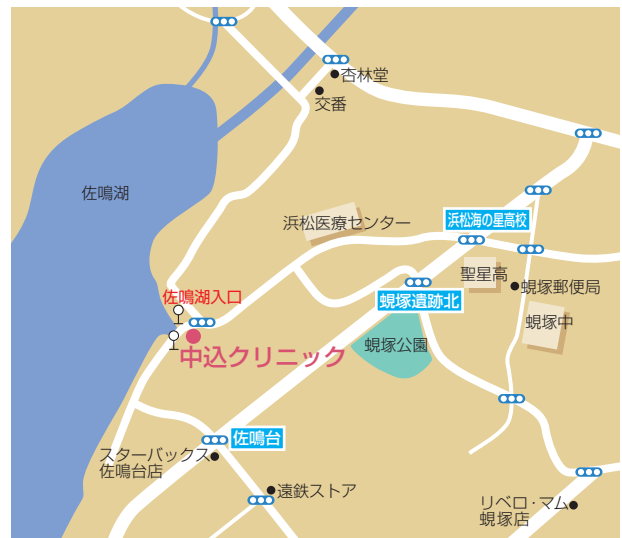 杏林堂
交番
佐鳴湖
浜松医療センター
浜松海の星高校
聖星高
蜆塚郵便局
佐鳴湖入口
蜆塚遺跡北
蜆塚中
蜆塚公園
中込クリニック
佐鳴台
スターバックス
佐鳴台店
遠鉄ストア
リベロ・マム
蜆塚店